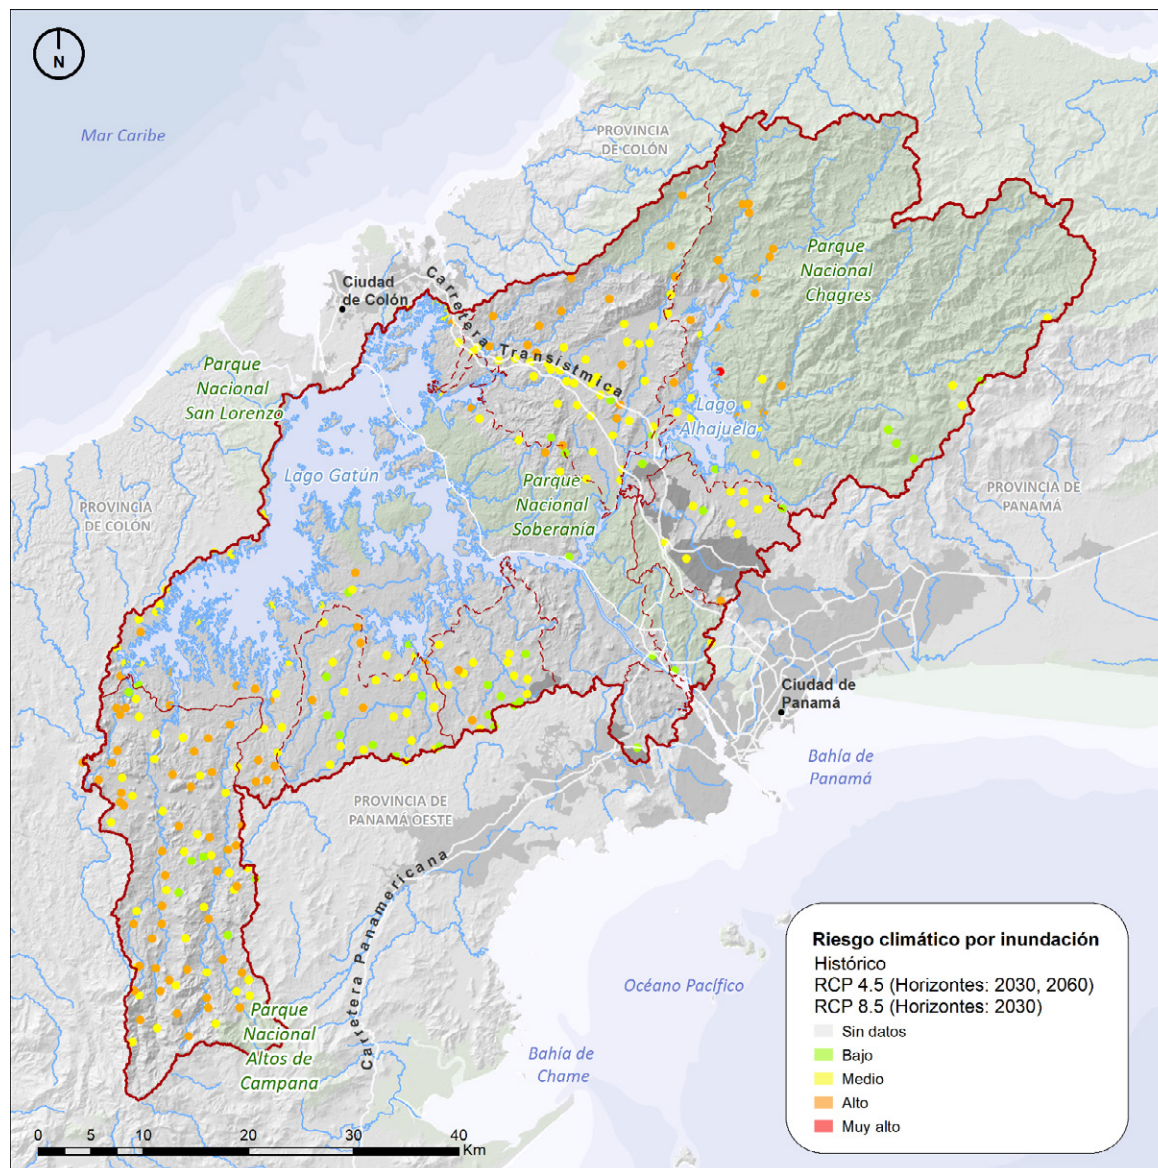 N
Mar Caribe
PROVINCIA
DE COLÓN
Parque
Nacional
Chagres
Ciudad
de Colón
Carretera Transístmica
Parque
Nacional
San Lorenzo
Lago
Alhajuela
Lago Gatún
PROVINCIA
DE COLÓN
Parque
Nacional
Soberanía
PROVINCIA DE
PANAMÁ
Ciudad de
Panamá
Bahía de
Panamá
PROVINCIA DE
PANAMÁ OESTE
Carretera Panamericana
Océano Pacífico
Parque
Nacional
Altos de
Campana
Bahía de
Chame
Riesgo climático por inundación
Histórico
RCP 4.5 (Horizontes: 2030, 2060)
RCP 8.5 (Horizontes: 2030)
Sin datos
Bajo
Medio
Alto
Muy alto
0 5 10 20 30 40
Km